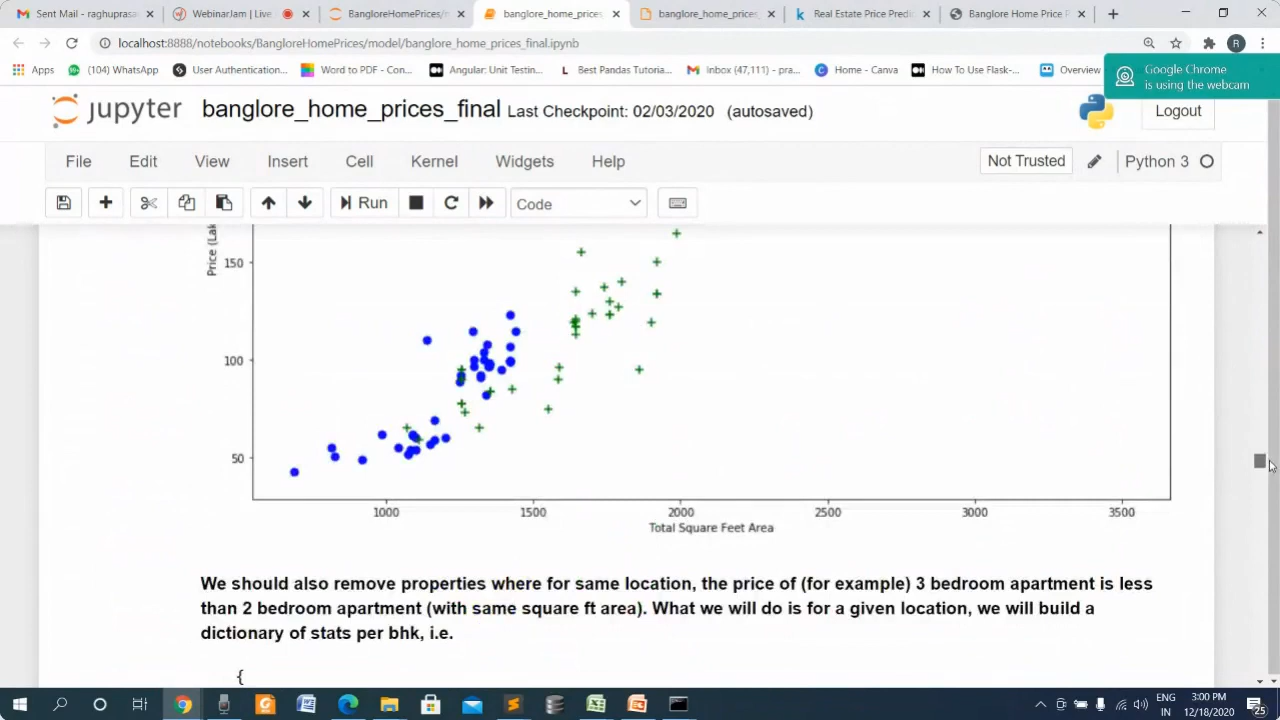 Sent Mail - raghuprasa
WebinarJam | Live
BangloreHomePrices/m
banglore_home_prices
banglore_home_prices
Real Estate Price Predi
Banglore Home Price P
localhost:8888/notebooks/BangloreHomePrices/model/banglore_home_prices_final.ipynb
R
Apps
(104) WhatsApp
User Authentication...
Word to PDF - Con...
Angular: Unit Testin...
Best Pandas Tutoria...
Inbox (47,111) - pra...
Home - Canva
How To Use Flask-...
Overview
Google Chrome
is using the webcam
jupyter
banglore_home_prices_final Last Checkpoint: 02/03/2020 (autosaved)
Logout
File Edit View Insert Cell Kernel Widgets Help
Not Trusted
Python 3
Run
Code
Price (Lak
150
100
50
1000 1500 2000 2500 3000 3500
Total Square Feet Area
We should also remove properties where for same location, the price of (for example) 3 bedroom apartment is less
than 2 bedroom apartment (with same square ft area). What we will do is for a given location, we will build a
dictionary of stats per bhk, i.e.
{
ENG
IN
3:00 PM
12/18/2020
25